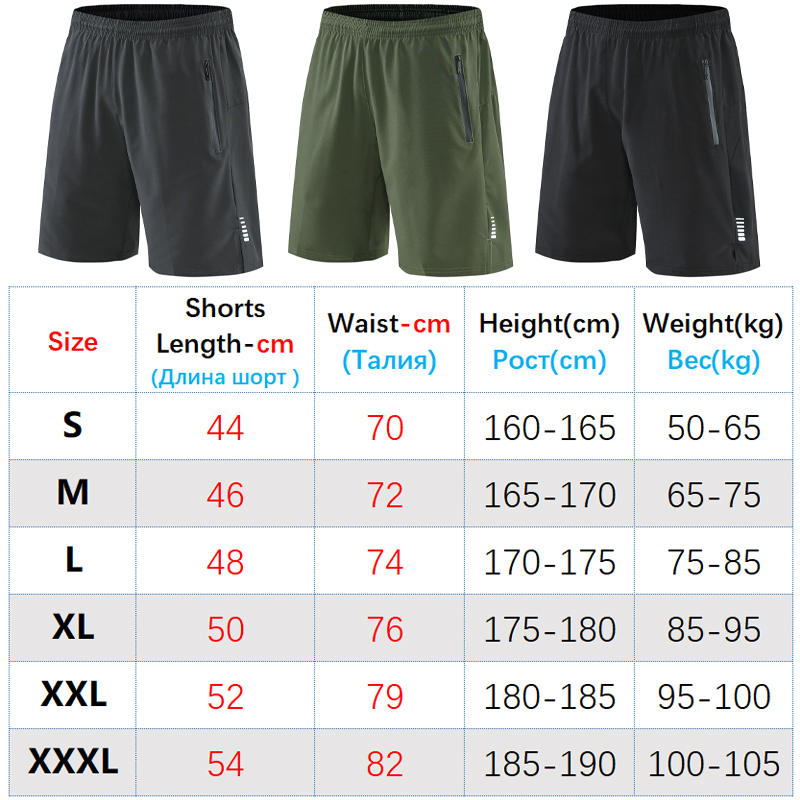 Size
Shorts
Length-cm
(Длина шорт )
Waist-cm
(Талия)
Height(cm)
Рост(cm)
Weight(kg)
Вес(kg)
S 44 70 160-165 50-65
M 46 72 165-170 65-75
L 48 74 170-175 75-85
XL 50 76 175-180 85-95
XXL 52 79 180-185 95-100
XXXL 54 82 185-190 100-105